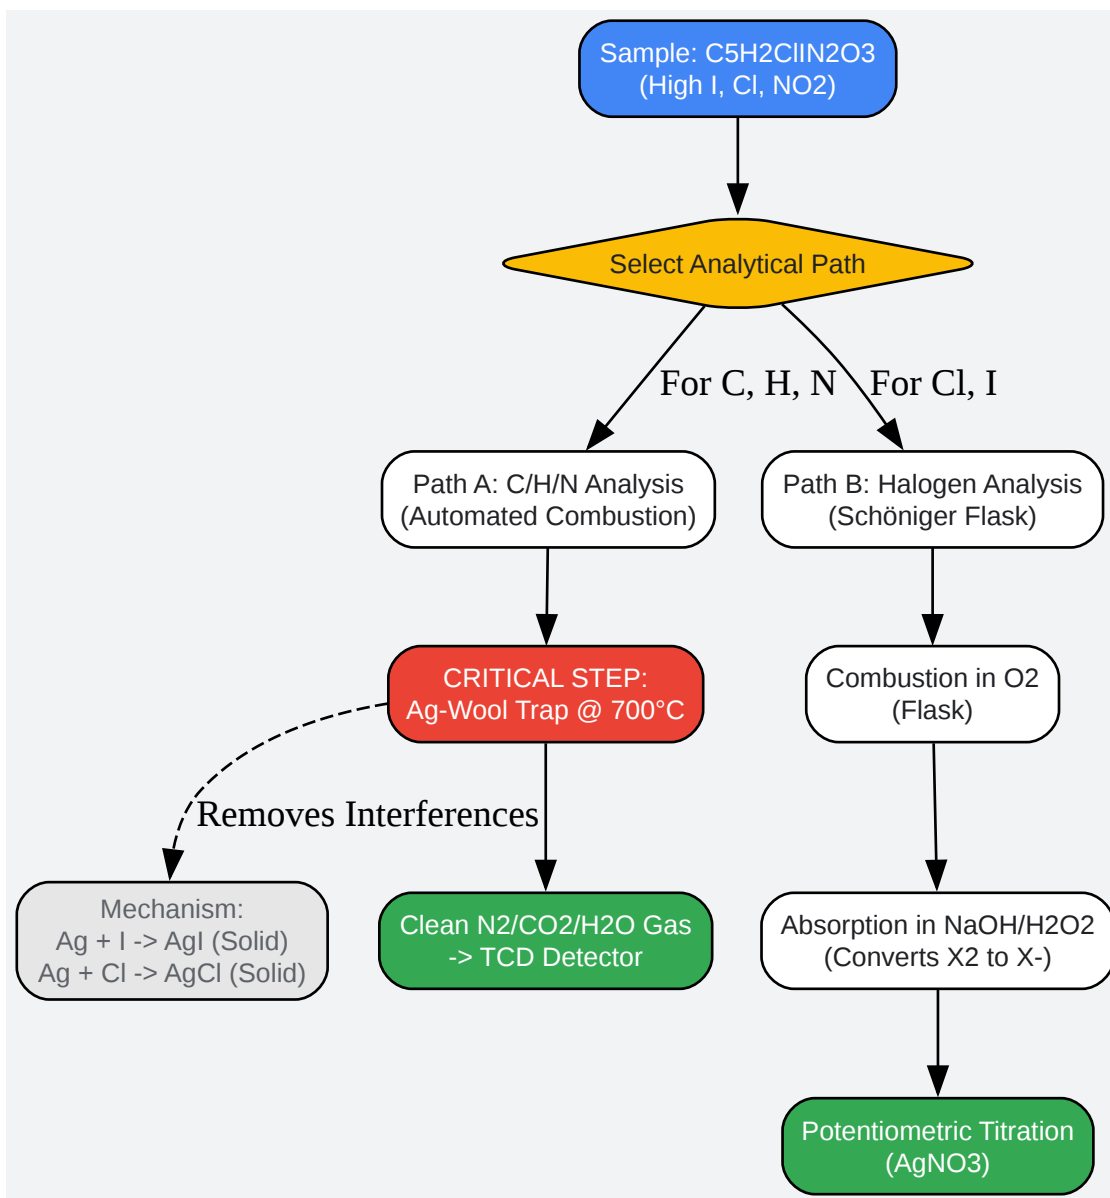 Sample: C5H2ClIN2O3
(High I, Cl, NO2)
Select Analytical Path
For C, H, N
For Cl, I
Path A: C/H/N Analysis
(Automated Combustion)
Path B: Halogen Analysis
(Schöniger Flask)
CRITICAL STEP:
Ag-Wool Trap @ 700°C
Combustion in O2
(Flask)
Removes Interferences
Mechanism:
Ag + I -> AgI (Solid)
Ag + Cl -> AgCl (Solid)
Clean N2/CO2/H2O Gas
-> TCD Detector
Absorption in NaOH/H2O2
(Converts X2 to X-)
Potentiometric Titration
(AgNO3)